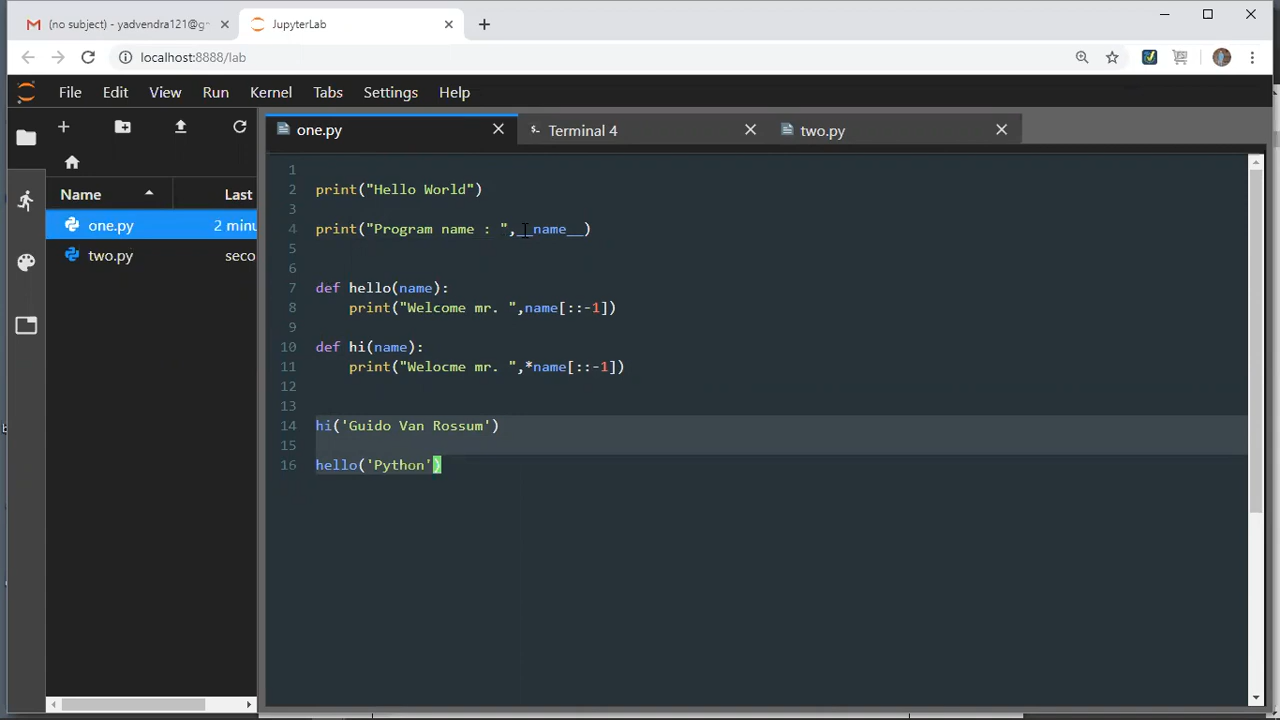 (no subject) - yadvendra121@g
JupyterLab
localhost:8888/lab
File Edit View Run Kernel Tabs Settings Help
one.py
Terminal 4
two.py
Name
Last
one.py 2 minu
two.py seco
1
2 print("Hello World")
3
4 print("Program name : ",__name__)
5
6
7 def hello(name):
8 print("Welcome mr. ",name[::-1])
9
10 def hi(name):
11 print("Welocme mr. ",*name[::-1])
12
13
14 hi('Guido Van Rossum')
15
16 hello('Python')